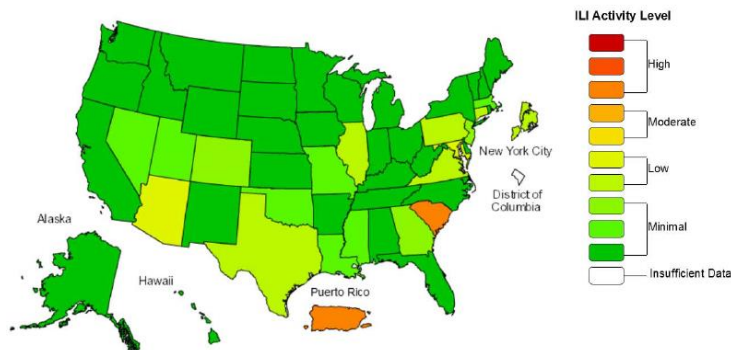 ILI Activity Level
High
Moderate
Low
Minimal
Insufficient Data
New York City
District of
Columbia
Alaska
Hawaii
Puerto Rico